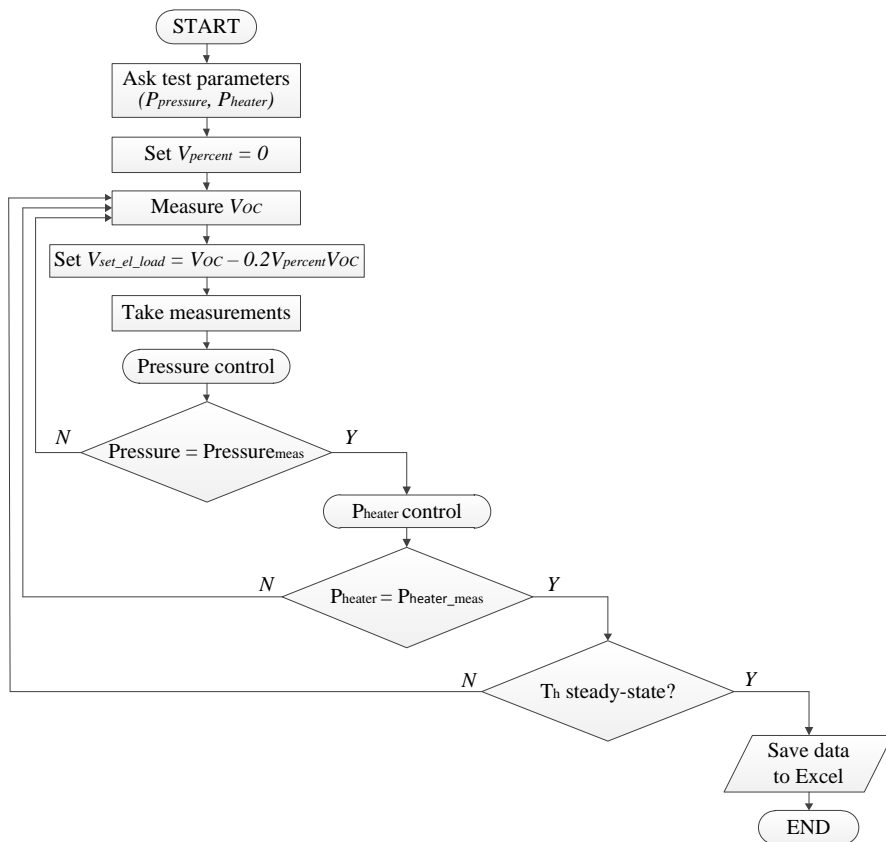 START
Ask test parameters
(Ppressure, Pheater)
Set Vpercent = 0
Measure VOC
Set Vset_el_load = VOC – 0.2VpercentVOC
Take measurements
Pressure control
N
Y
Pressure = Pressuremeas
Pheater control
N
Y
Pheater = Pheater_meas
N
Y
Th steady-state?
Save data
to Excel
END